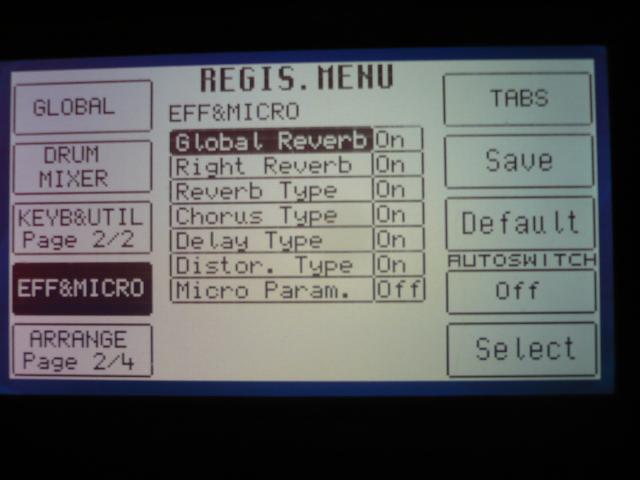 REGIS.MENU
EFF&MICRO
GLOBAL
DRUM
MIXER
KEYB&UTIL
Page 2/2
EFF&MICRO
ARRANGE
Page 2/4
Global Reverb On
Right Reverb On
Reverb Type On
Chorus Type On
Delay Type On
Distor. Type On
Micro Param. Off
TABS
Save
Default
AUTOSWITCH
Off
Select